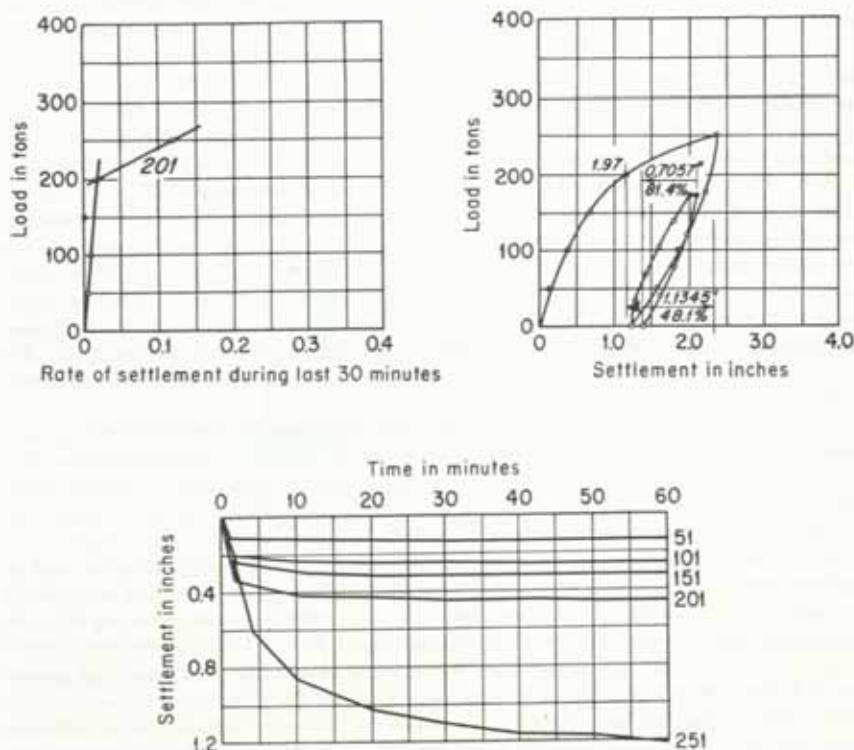 400
300
200
100
0
Load in tons
201
0 0.1 0.2 0.3 0.4
Rate of settlement during last 30 minutes
400
300
200
100
0
Load in tons
1.97
0.7057"
81.4%
1.1345"
48.1%
0 1.0 2.0 3.0 4.0
Settlement in inches
Time in minutes
0 10 20 30 40 50 60
0.4
0.8
1.2
Settlement in inches
51
101
151
201
251